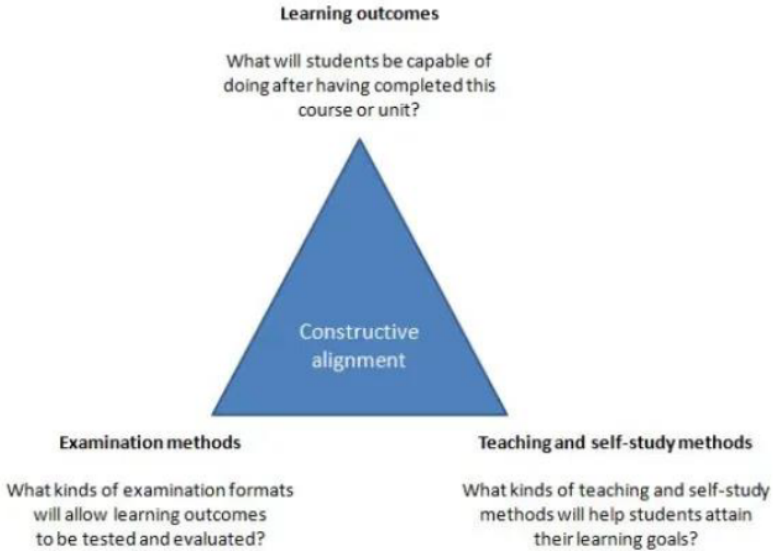 Learning outcomes
What will students be capable of
doing after having completed this
course or unit?
Constructive
alignment
Examination methods
What kinds of examination formats
will allow learning outcomes
to be tested and evaluated?
Teaching and self-study methods
What kinds of teaching and self-study
methods will help students attain
their learning goals?